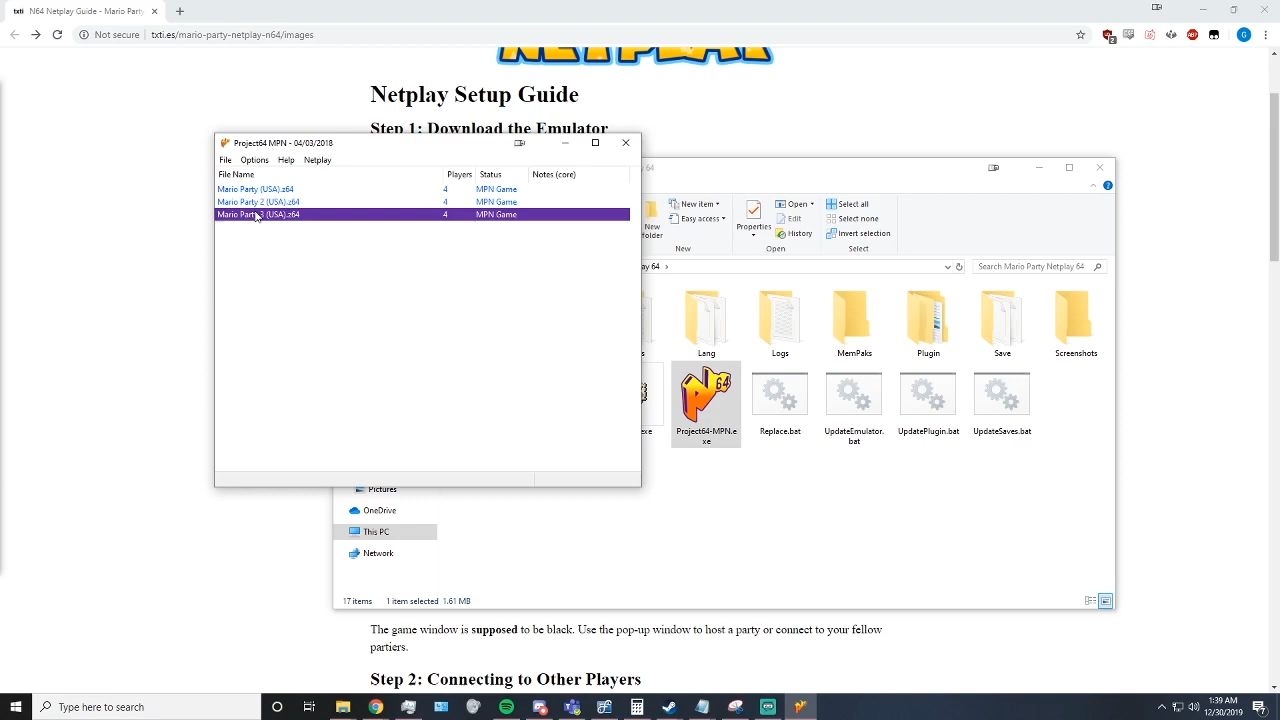 txti N64 Netplay Guide - Mario Party
Not secure | txti.es/mario-party-netplay-n64/images
NETPLAY
Netplay Setup Guide
Step 1: Download the Emulator
Project64 MPN - 04/03/2018
File Options Help Netplay
File Name Players Status Notes (core)
Mario Party (USA).z64 4 MPN Game
Mario Party 2 (USA).z64 4 MPN Game
Mario Party 3 (USA).z64 4 MPN Game
64
New item
Easy access
New folder
New
Properties
Open
Edit
History
Open
Select all
Select none
Invert selection
Select
ay 64
Search Mario Party Netplay 64
s Lang Logs MemPaks Plugin Save Screenshots
exe Project64-MPN.exe Replace.bat UpdateEmulator.bat UpdatePlugin.bat UpdateSaves.bat
Pictures
OneDrive
This PC
Network
17 items 1 item selected 1.61 MB
The game window is supposed to be black. Use the pop-up window to host a party or connect to your fellow
partiers.
Step 2: Connecting to Other Players
Type here to search
1:39 AM
12/30/2019